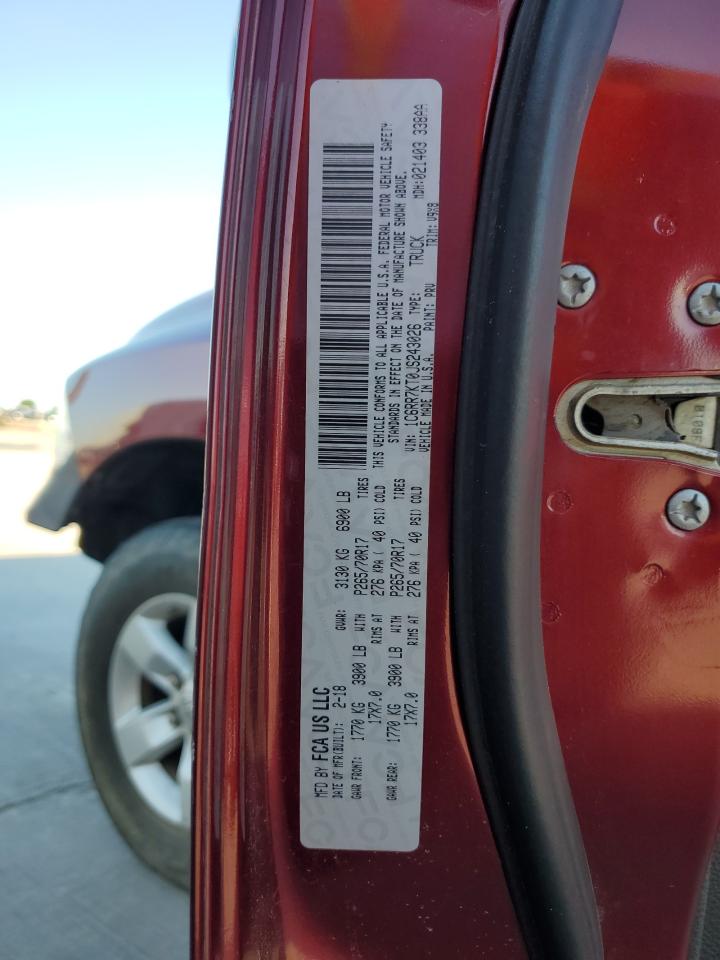 MFD BY FCA US LLC
DATE OF MFR(BUILT): 2-18 GVWR: 3130 KG 6900 LB
GAWR FRONT: 1770 KG 3900 LB WITH P265/70R17 TIRES
17X7.0 RIMS AT 276 KPA ( 40 PSI) COLD
GAWR REAR: 1770 KG 3900 LB WITH P265/70R17 TIRES
17X7.0 RIMS AT 276 KPA ( 40 PSI) COLD
THIS VEHICLE CONFORMS TO ALL APPLICABLE U.S.A. FEDERAL MOTOR VEHICLE SAFETY
STANDARDS IN EFFECT ON THE DATE OF MANUFACTURE SHOWN ABOVE.
VIN: 1C6RR7KT0JS243026 TYPE: TRUCK MDH:021403 338AA
VEHICLE MADE IN U.S.A. PAINT: PRV TRIM: V9X8